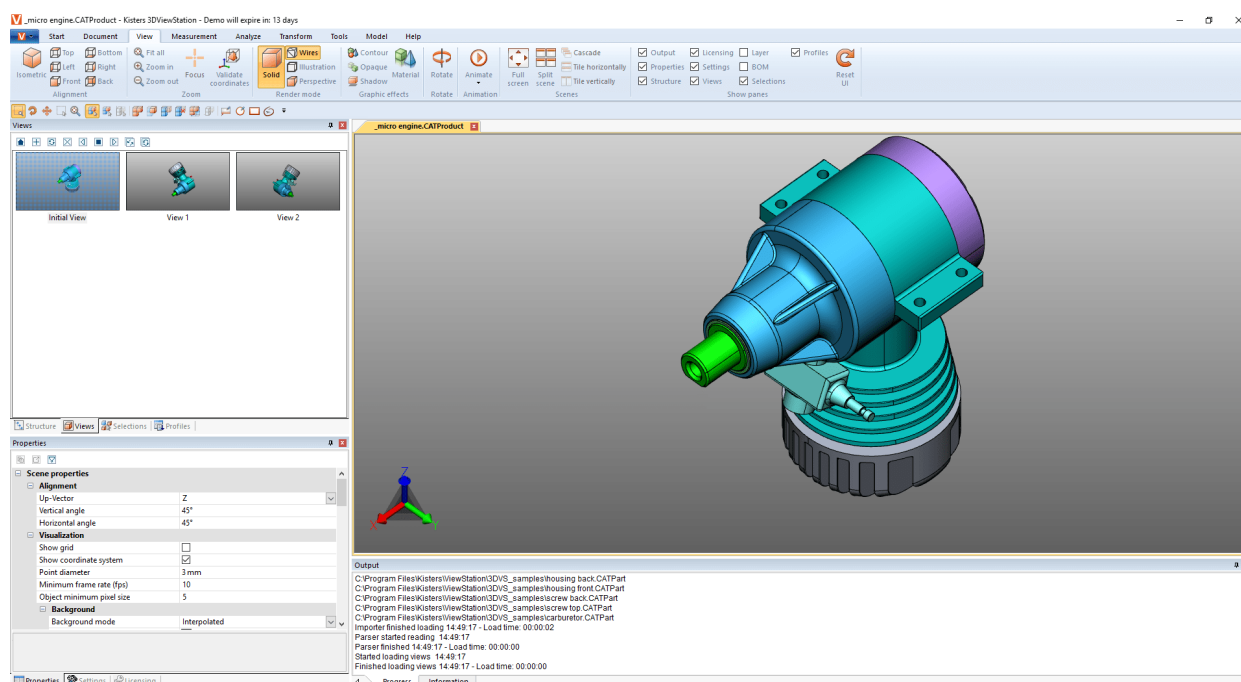 _micro engine.CATProduct - Kisters 3DViewStation - Demo will expire in: 13 days
Start Document View Measurement Analyze Transform Tools Model Help
Top Bottom Fit all Wires Contour Cascade Output Licensing Layer Profiles
Left Right Zoom in Illustration Opaque Tile horizontally Properties Settings BOM
Front Back Zoom out Perspective Shadow Tile vertically Structure Views Selections
Isometric Focus Validate coordinates Solid Material Rotate Animate Full screen Split scene Reset UI
Alignment Zoom Render mode Graphic effects Rotate Animation Scenes Show panes
Views
_micro engine.CATProduct
Initial View View 1 View 2
Z
X Y
Structure Views Selections Profiles
Properties
Scene properties
Alignment
Up-Vector Z
Vertical angle 45°
Horizontal angle 45°
Visualization
Show grid
Show coordinate system
Point diameter 3 mm
Minimum frame rate (fps) 10
Object minimum pixel size 5
Background
Background mode Interpolated
Properties Settings Licensing
Output
C:\Program Files\Kisters\ViewStation\3DVS_samples\housing back.CATPart
C:\Program Files\Kisters\ViewStation\3DVS_samples\housing front.CATPart
C:\Program Files\Kisters\ViewStation\3DVS_samples\screw back.CATPart
C:\Program Files\Kisters\ViewStation\3DVS_samples\screw top.CATPart
C:\Program Files\Kisters\ViewStation\3DVS_samples\carburetor.CATPart
Importer finished loading 14:49:17 - Load time: 00:00:02
Parser started reading 14:49:17
Parser finished 14:49:17 - Load time: 00:00:00
Started loading views 14:49:17
Finished loading views 14:49:17 - Load time: 00:00:00
Progress Information